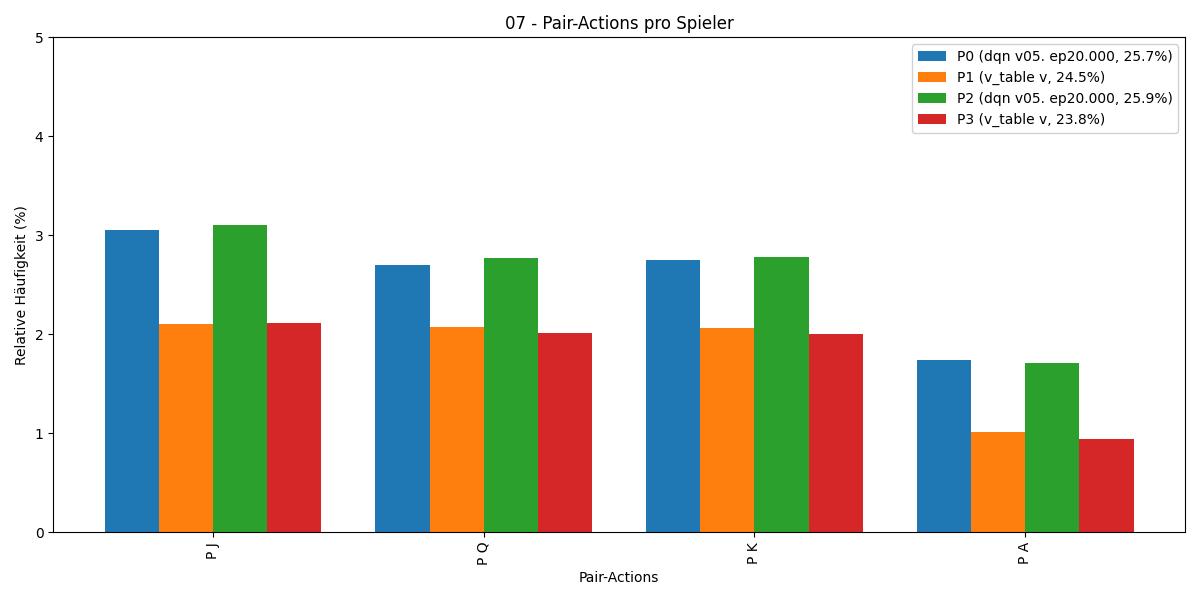 07 - Pair-Actions pro Spieler
P0 (dqn v05. ep20.000, 25.7%)
P1 (v_table v, 24.5%)
P2 (dqn v05. ep20.000, 25.9%)
P3 (v_table v, 23.8%)
Relative Häufigkeit (%)
5
4
3
2
1
0
P J
P Q
P K
P A
Pair-Actions